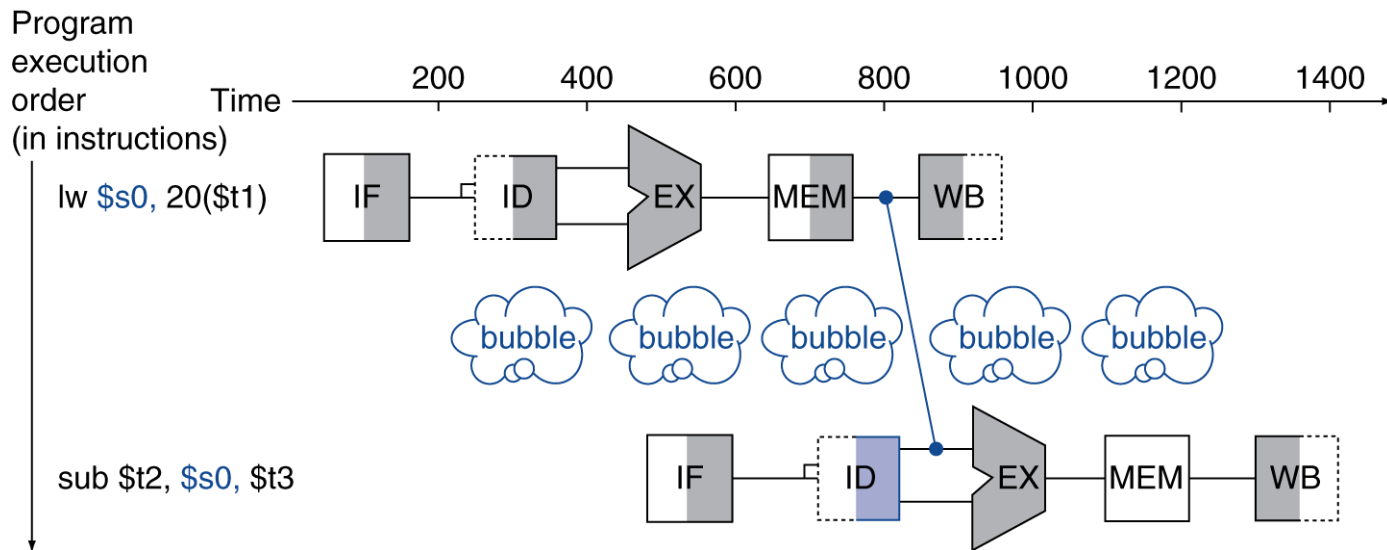 Program
execution
order
(in instructions)
Time
200 400 600 800 1000 1200 1400
lw $s0, 20($t1)
IF ID EX MEM WB
bubble bubble bubble bubble bubble
sub $t2, $s0, $t3
IF ID EX MEM WB